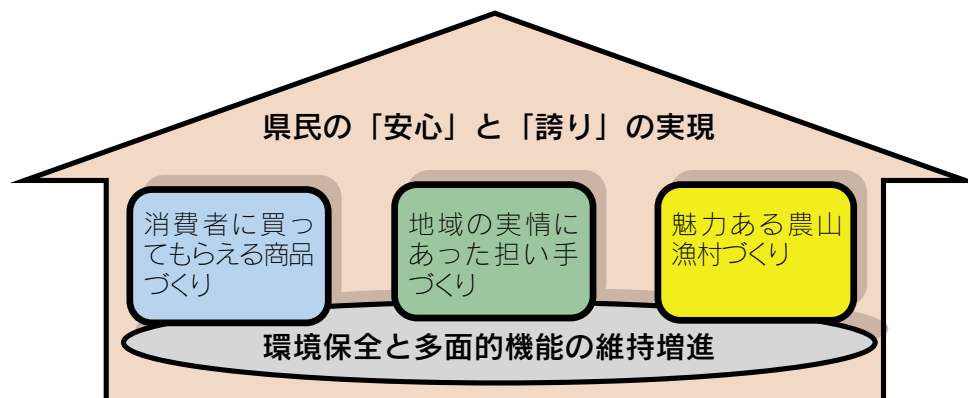 県民の「安心」と「誇り」の実現
消費者に買っ
てもらえる商品
づくり
地域の実情に
あった担い手
づくり
魅力ある農山
漁村づくり
環境保全と多面的機能の維持増進